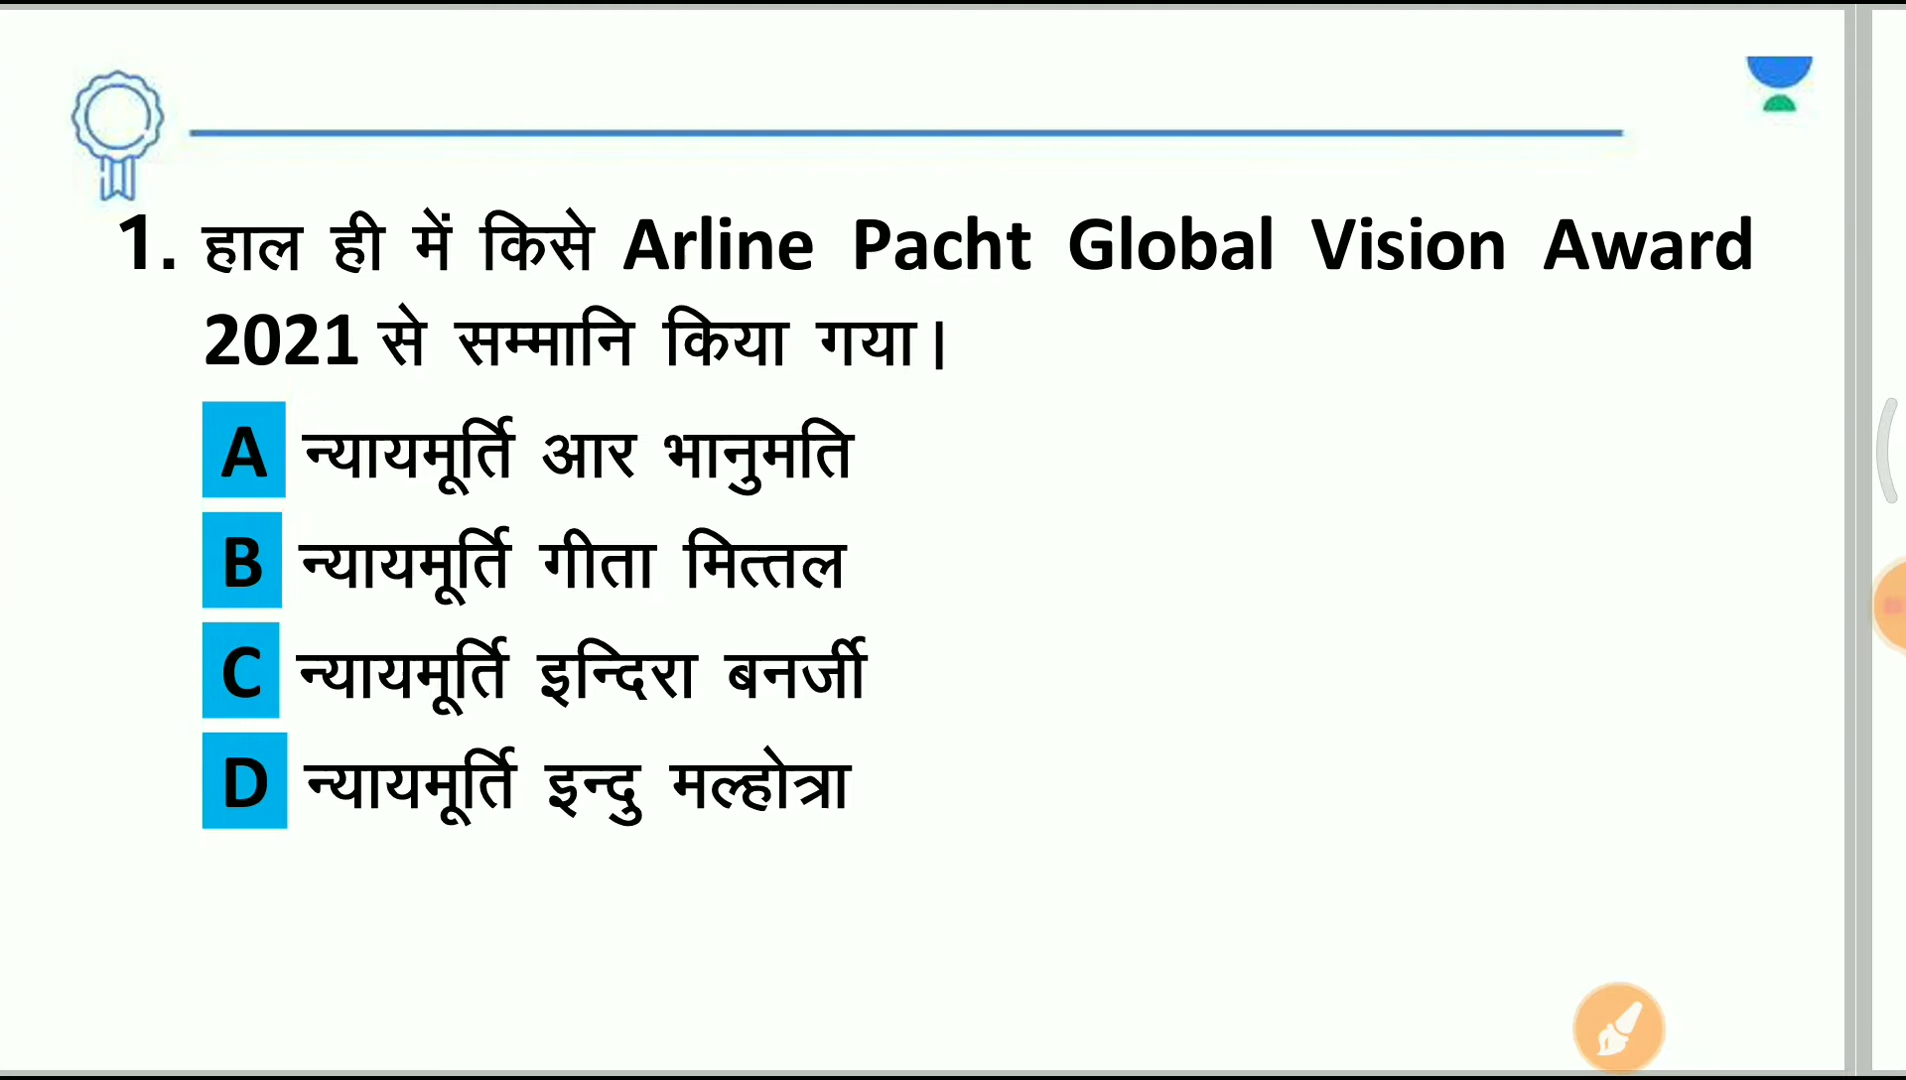 1. हाल ही में किसे Arline Pacht Global Vision Award
2021 से सम्मानि किया गया।
A न्यायमूर्ति आर भानुमति
B न्यायमूर्ति गीता मित्तल
C न्यायमूर्ति इन्दिरा बनर्जी
D न्यायमूर्ति इन्दु मल्होत्रा